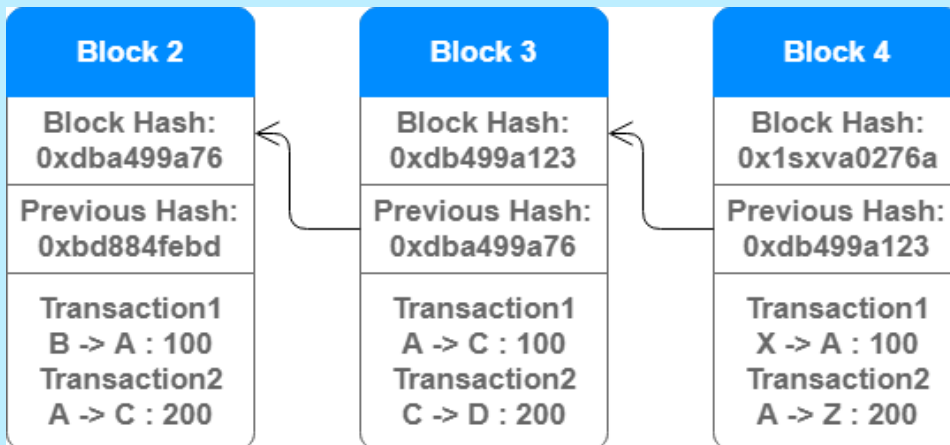 Block 2
Block Hash:
0xdba499a76
Previous Hash:
0xbd884febd
Transaction1
B -> A : 100
Transaction2
A -> C : 200
Block 3
Block Hash:
0xdb499a123
Previous Hash:
0xdba499a76
Transaction1
A -> C : 100
Transaction2
C -> D : 200
Block 4
Block Hash:
0x1sxva0276a
Previous Hash:
0xdb499a123
Transaction1
X -> A : 100
Transaction2
A -> Z : 200